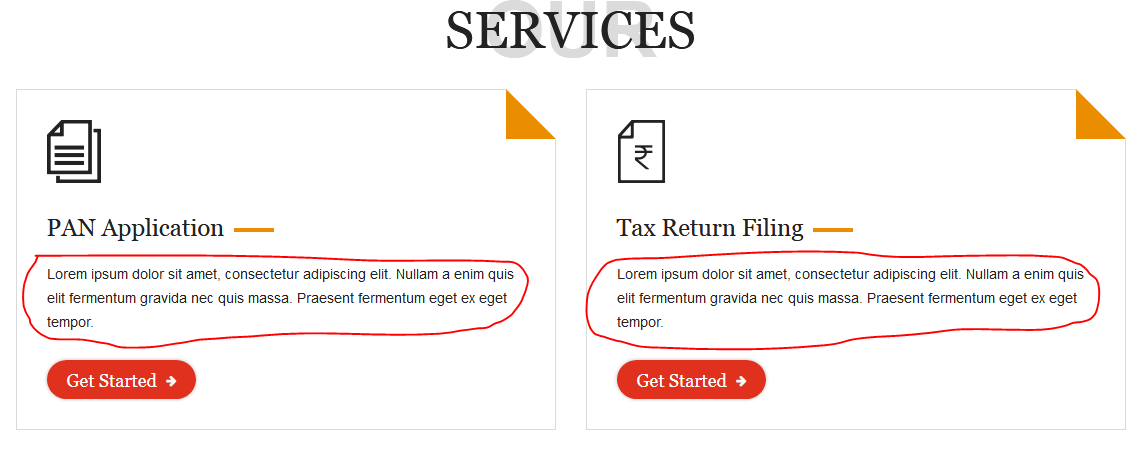 OUR
SERVICES
PAN Application
Lorem ipsum dolor sit amet, consectetur adipiscing elit. Nullam a enim quis
elit fermentum gravida nec quis massa. Praesent fermentum eget ex eget
tempor.
Get Started
Tax Return Filing
Lorem ipsum dolor sit amet, consectetur adipiscing elit. Nullam a enim quis
elit fermentum gravida nec quis massa. Praesent fermentum eget ex eget
tempor.
Get Started